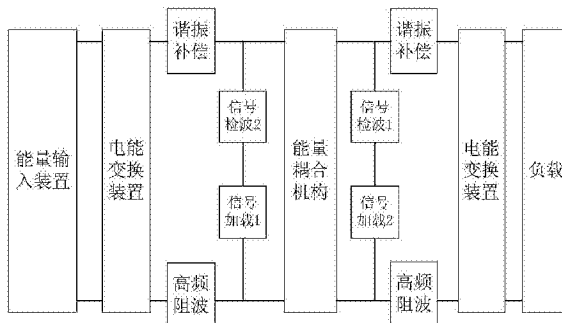 谐振
补偿
谐振
补偿
信号
检波2
信号
检波1
能量输
入装置
电能
变换
装置
能量
耦合
机构
电能
变换
装置
负载
信号
加载1
信号
加载2
高频
阻波
高频
阻波